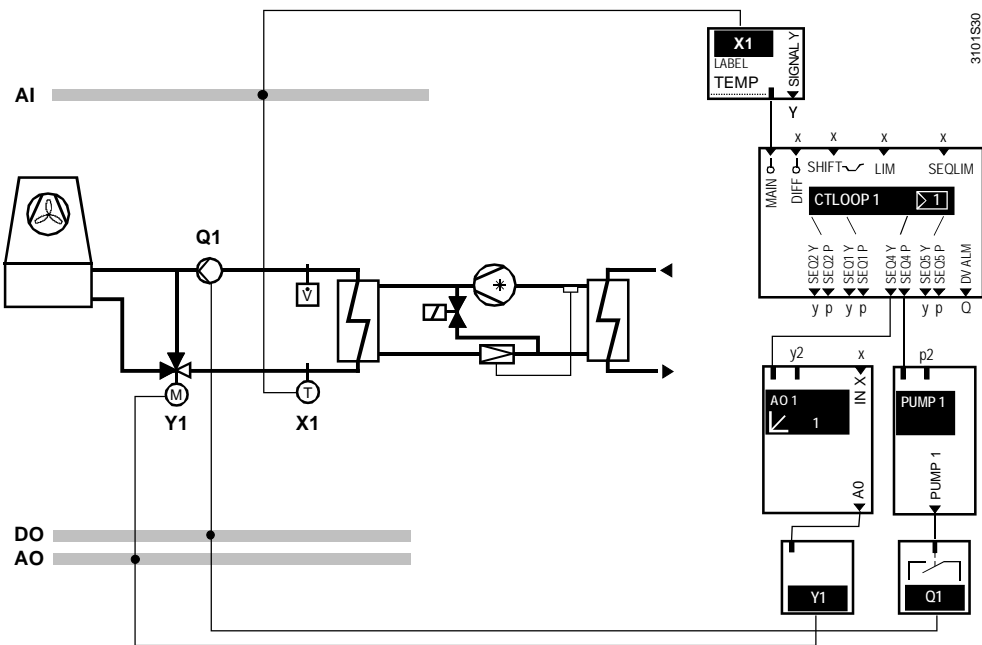 3101S30
X1
LABEL
TEMP
SIGNAL Y
Y
AI
x x x x
MAIN
DIFF
SHIFT
LIM
SEQLIM
CTLOOP 1
1
SEQ2 Y
SEQ2 P
SEQ1 Y
SEQ1 P
SEQ4 Y
SEQ4 P
SEQ5 Y
SEQ5 P
DV ALM
y p y p y p Q
Q1
V̇
M
Y1
T
X1
y2 x
IN X
AO 1
1
A0
p2
PUMP 1
PUMP 1
DO
AO
Y1
Q1